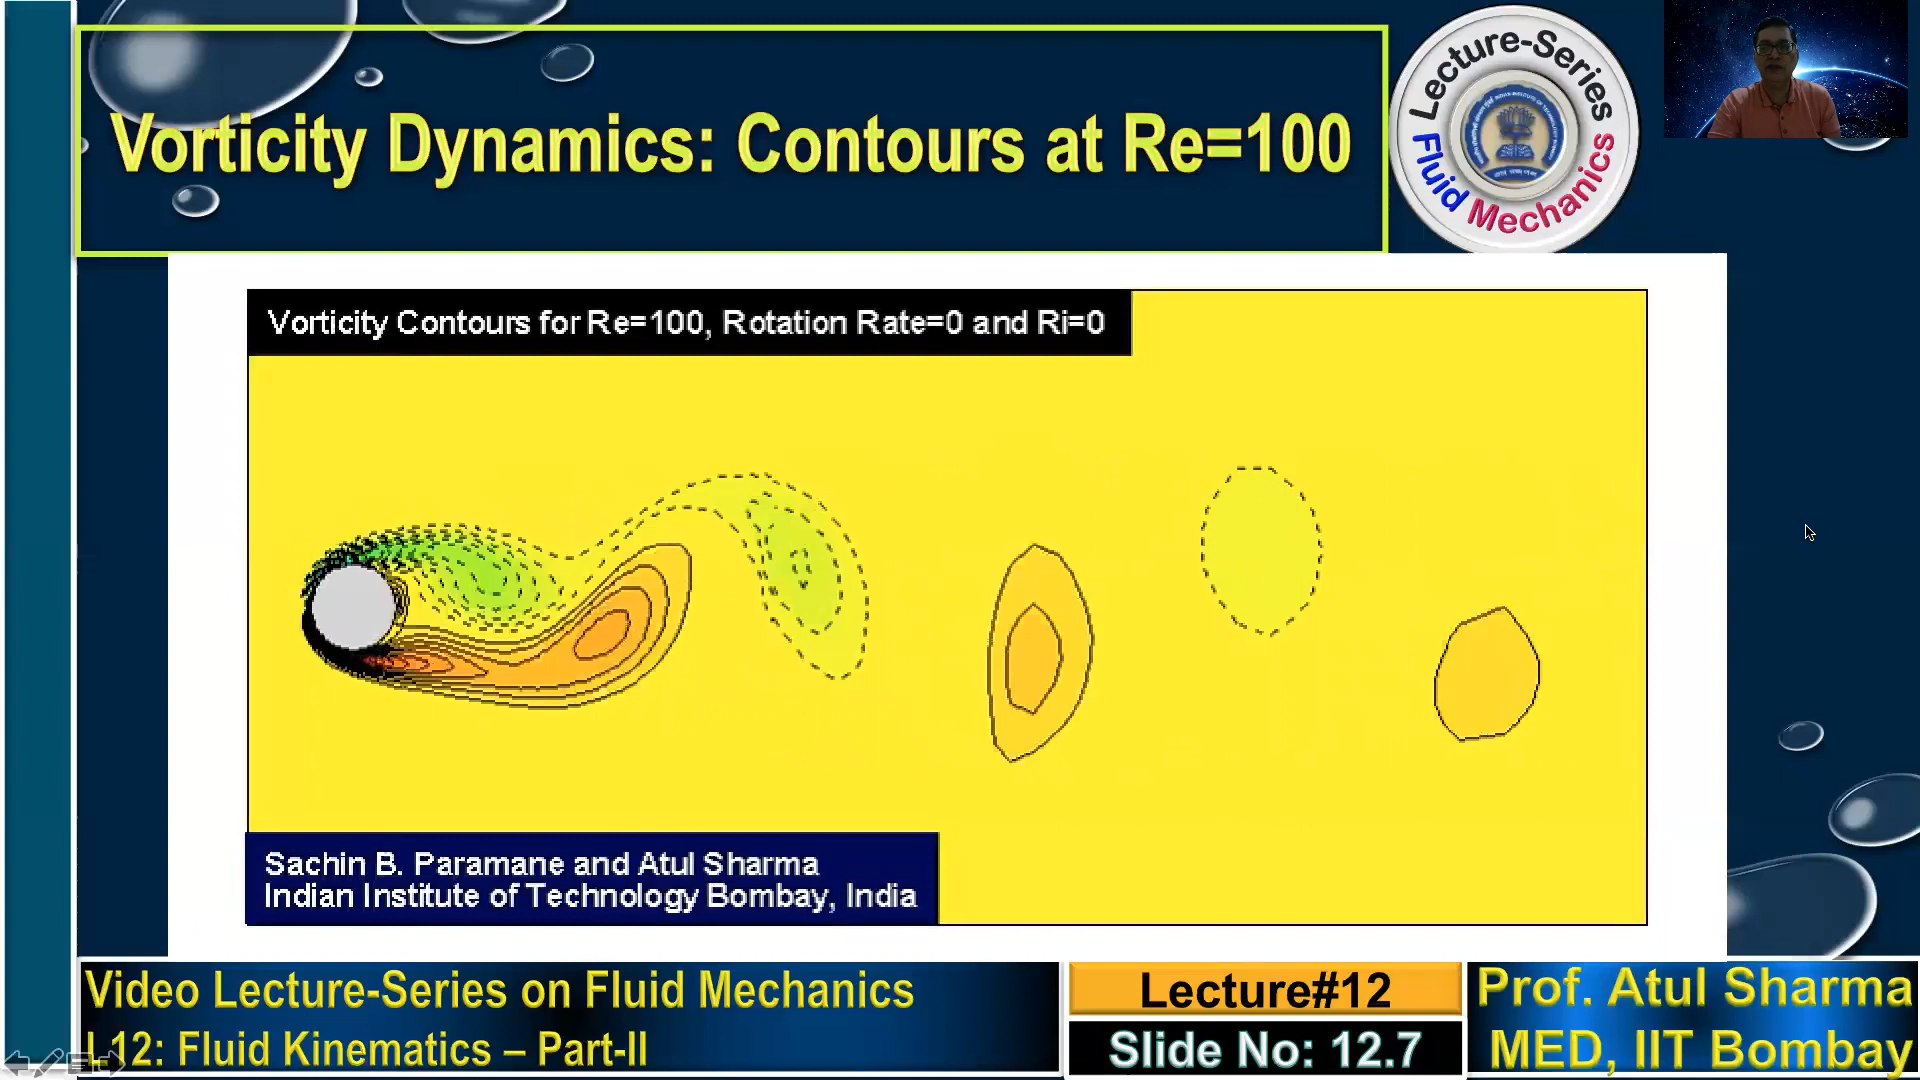 Vorticity Dynamics: Contours at Re=100
Lecture-Series
Fluid Mechanics
Vorticity Contours for Re=100, Rotation Rate=0 and Ri=0
Sachin B. Paramane and Atul Sharma
Indian Institute of Technology Bombay, India
Video Lecture-Series on Fluid Mechanics
L12: Fluid Kinematics – Part-II
Lecture#12
Slide No: 12.7
Prof. Atul Sharma
MED, IIT Bombay